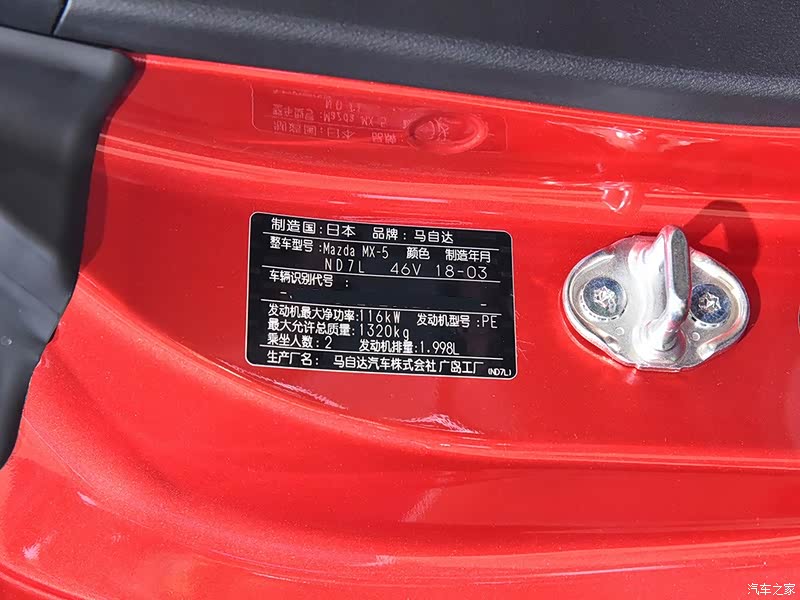 制造国:日本 品牌:马自达
整车型号:Mazda MX-5 颜色 制造年月
ND7L 46V 18-03
车辆识别代号 :
发动机最大净功率:116kW 发动机型号:PE
最大允许总质量:1320kg
乘坐人数:2 发动机排量:1.998L
生产厂名: 马自达汽车株式会社广岛工厂 (ND7L)
汽车之家